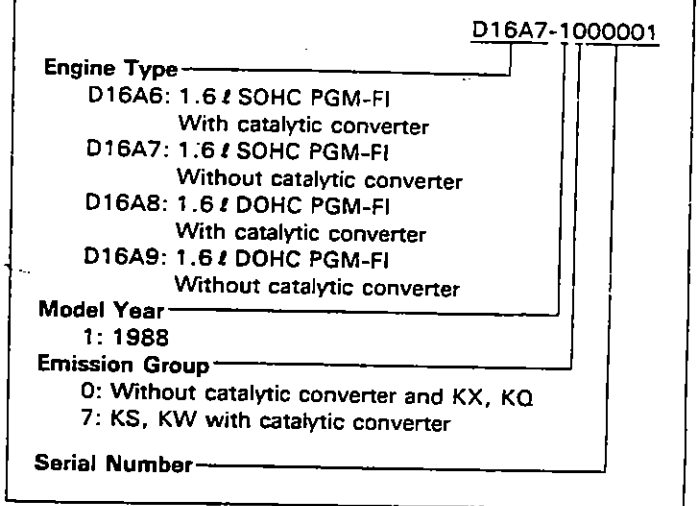 D16A7-1000001
Engine Type
D16A6: 1.6 ℓ SOHC PGM-FI
With catalytic converter
D16A7: 1.6 ℓ SOHC PGM-FI
Without catalytic converter
D16A8: 1.6 ℓ DOHC PGM-FI
With catalytic converter
D16A9: 1.6 ℓ DOHC PGM-FI
Without catalytic converter
Model Year
1: 1988
Emission Group
0: Without catalytic converter and KX, KQ
7: KS, KW with catalytic converter
Serial Number